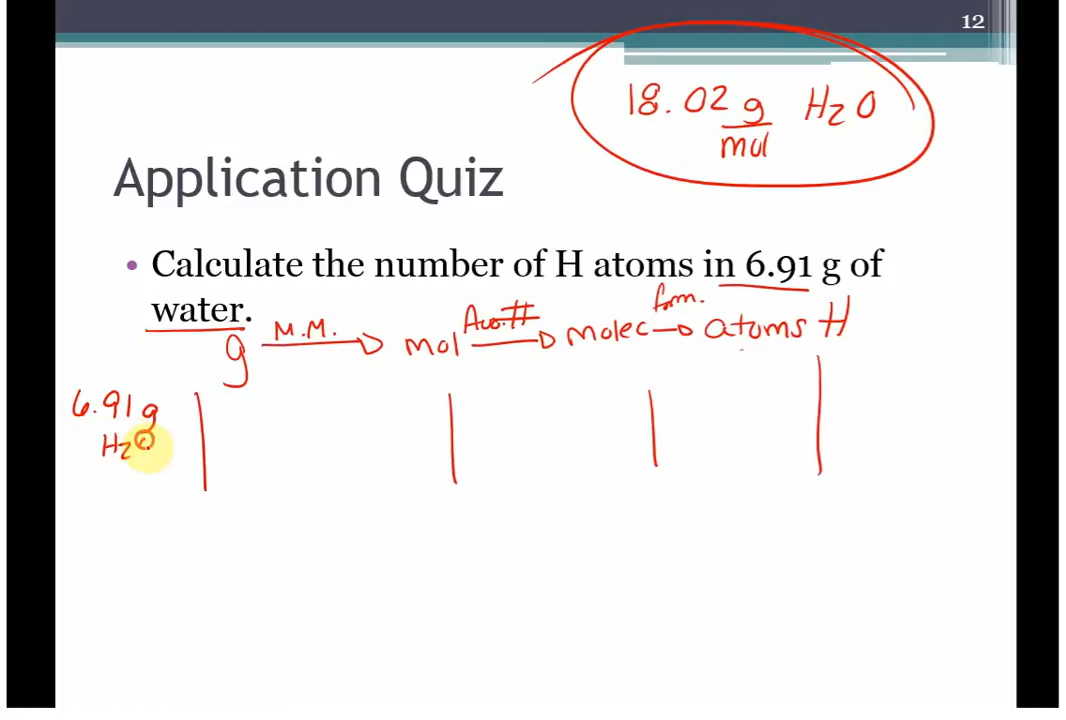 12
18.02 g H2O
mol
Application Quiz
• Calculate the number of H atoms in 6.91 g of
water.
g M.M. mol Avo.# molec form. atoms H
6.91 g
H2O